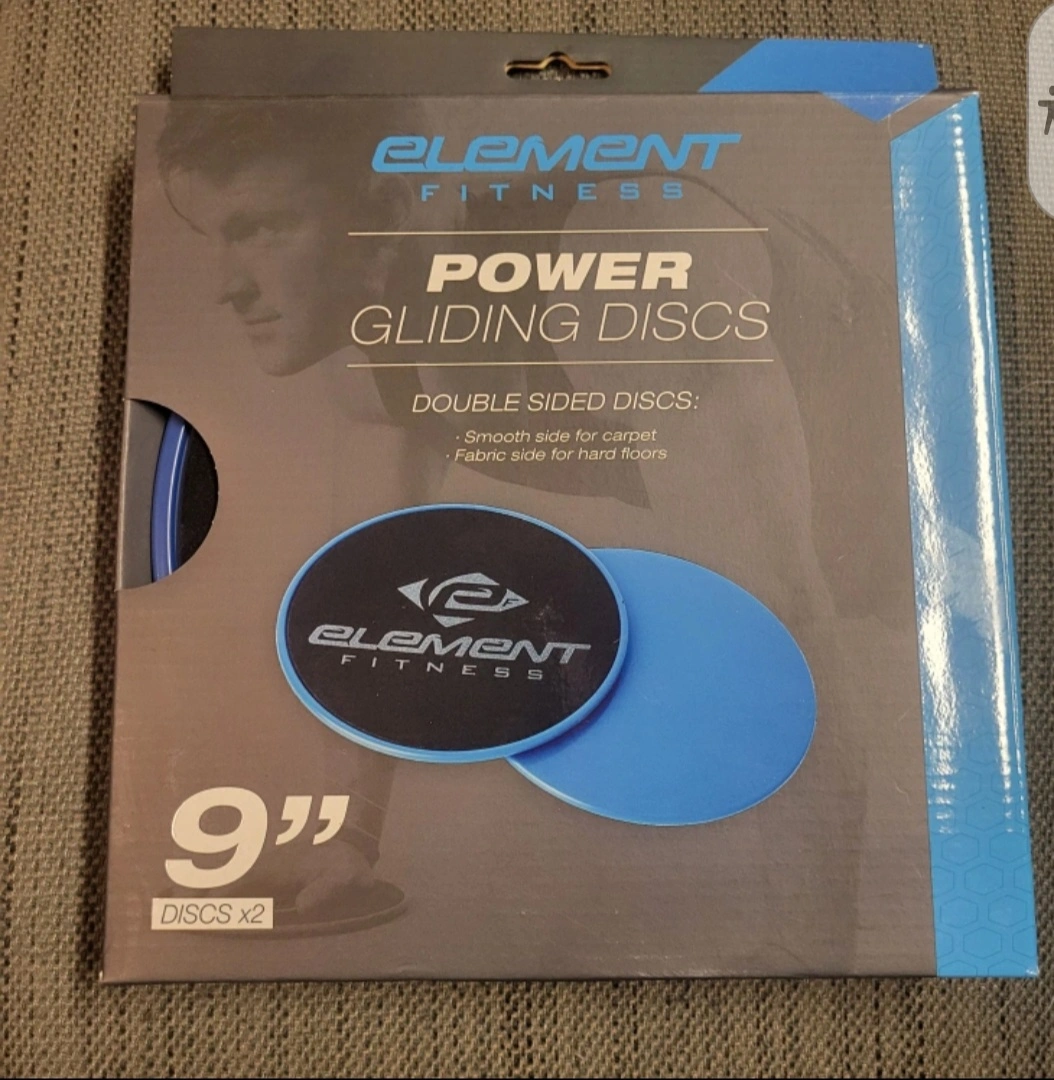 ELEMENT
FITNESS
POWER
GLIDING DISCS
DOUBLE SIDED DISCS:
· Smooth side for carpet
· Fabric side for hard floors
ELEMENT
FITNESS
9”
DISCS x2